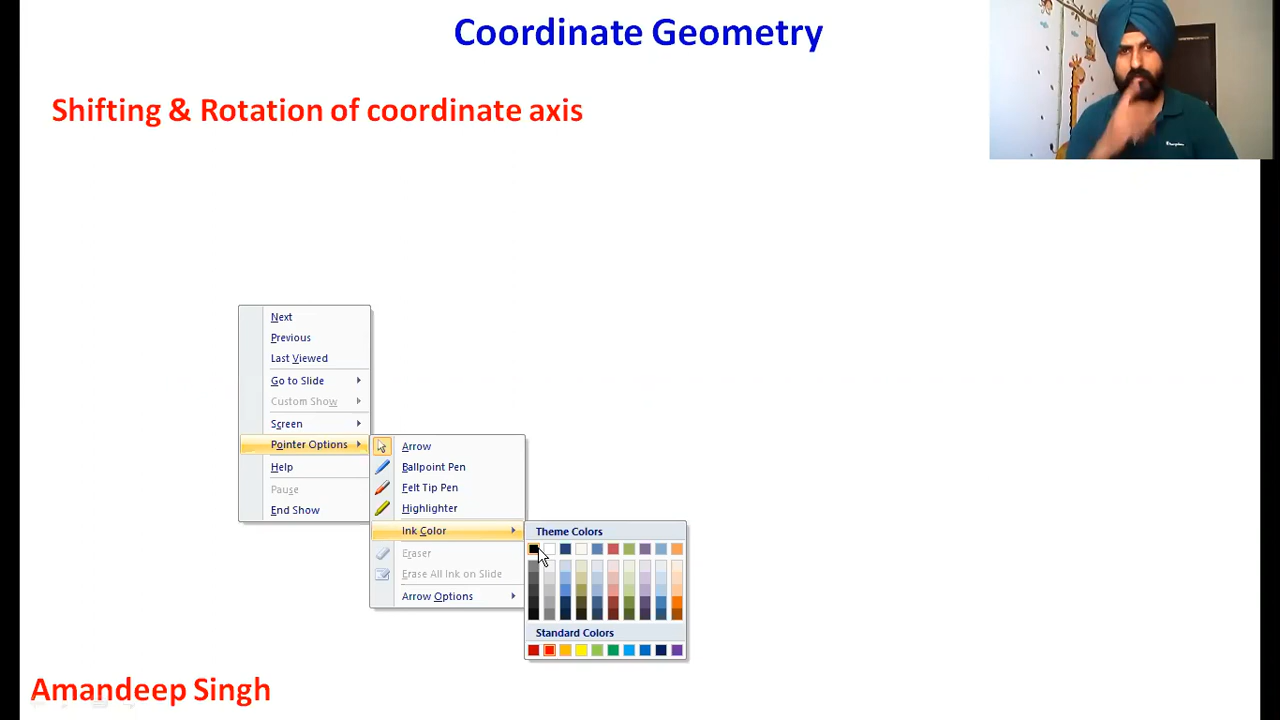 Coordinate Geometry
Shifting & Rotation of coordinate axis
Next
Previous
Last Viewed
Go to Slide
Custom Show
Screen
Pointer Options
Help
Pause
End Show
Arrow
Ballpoint Pen
Felt Tip Pen
Highlighter
Ink Color
Eraser
Erase All Ink on Slide
Arrow Options
Theme Colors
Standard Colors
Amandeep Singh